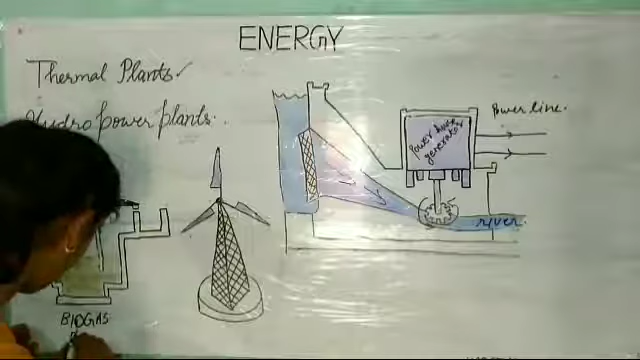 ENERGY
Thermal Plants
Hydro power plants.
Power line.
Power house
generator
river.
BIOGAS